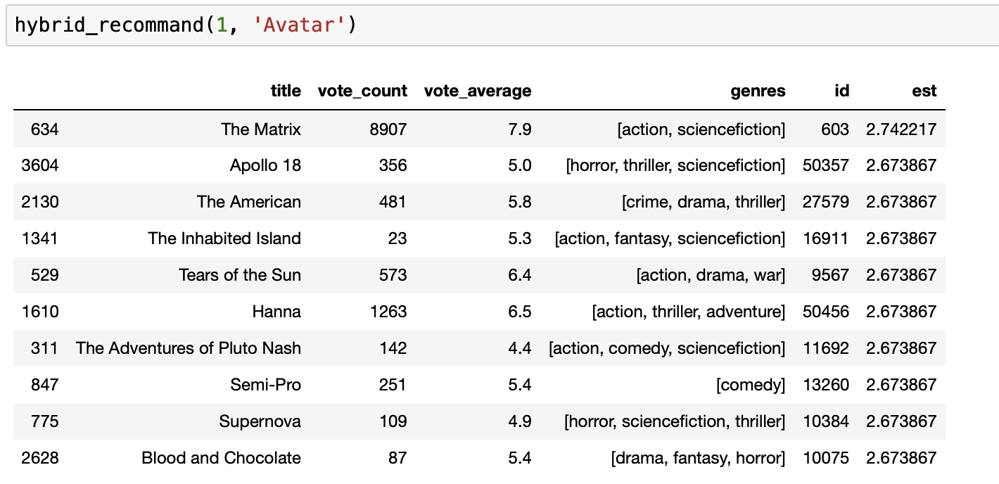 hybrid_recommand(1, 'Avatar')
title vote_count vote_average genres id est
634 The Matrix 8907 7.9 [action, sciencefiction] 603 2.742217
3604 Apollo 18 356 5.0 [horror, thriller, sciencefiction] 50357 2.673867
2130 The American 481 5.8 [crime, drama, thriller] 27579 2.673867
1341 The Inhabited Island 23 5.3 [action, fantasy, sciencefiction] 16911 2.673867
529 Tears of the Sun 573 6.4 [action, drama, war] 9567 2.673867
1610 Hanna 1263 6.5 [action, thriller, adventure] 50456 2.673867
311 The Adventures of Pluto Nash 142 4.4 [action, comedy, sciencefiction] 11692 2.673867
847 Semi-Pro 251 5.4 [comedy] 13260 2.673867
775 Supernova 109 4.9 [horror, sciencefiction, thriller] 10384 2.673867
2628 Blood and Chocolate 87 5.4 [drama, fantasy, horror] 10075 2.673867